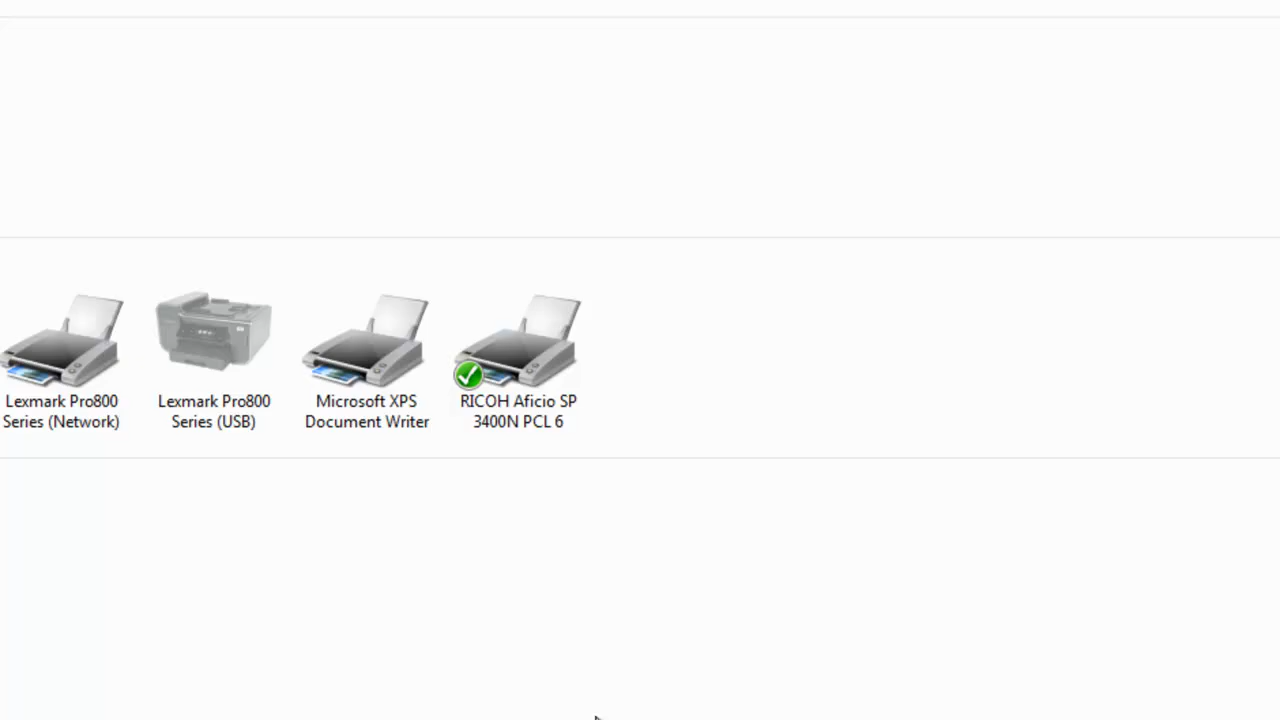 Lexmark Pro800
Series (Network)
Lexmark Pro800
Series (USB)
Microsoft XPS
Document Writer
RICOH Aficio SP
3400N PCL 6